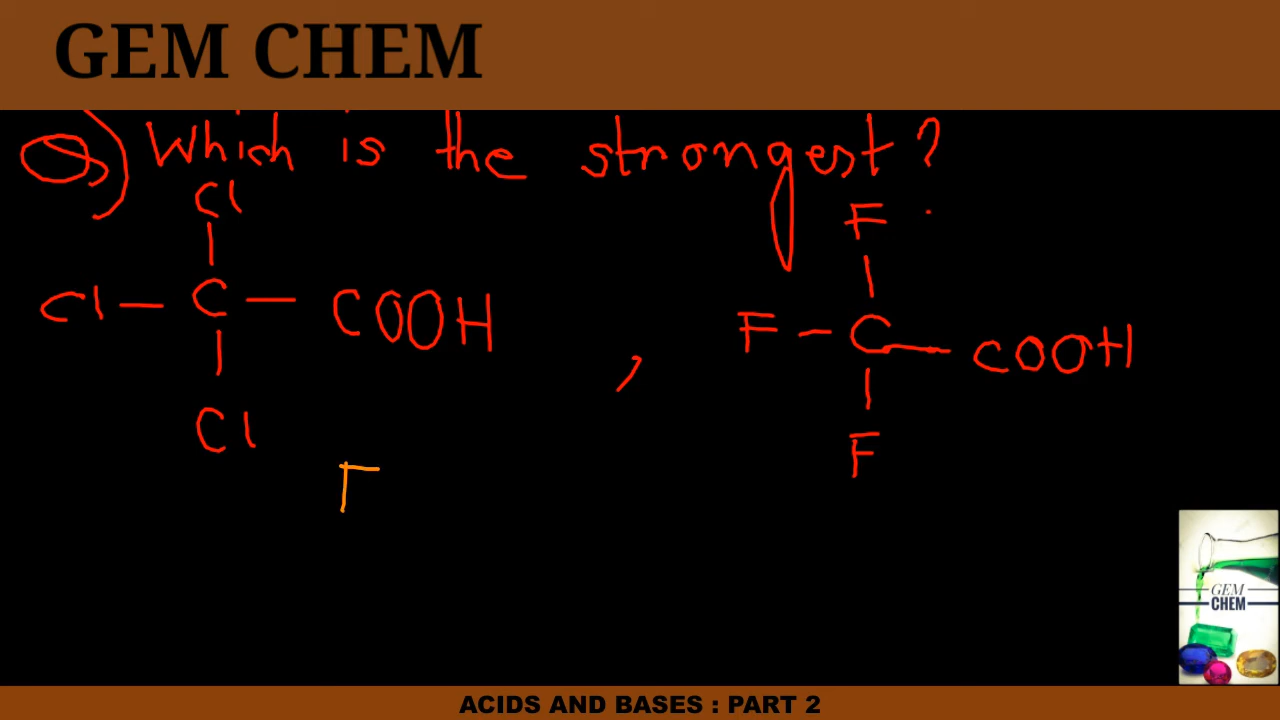 GEM CHEM
Q) Which is the strongest?
Cl
F
Cl - C - COOH
,
F - C - COOH
Cl
F
GEM
CHEM
ACIDS AND BASES : PART 2